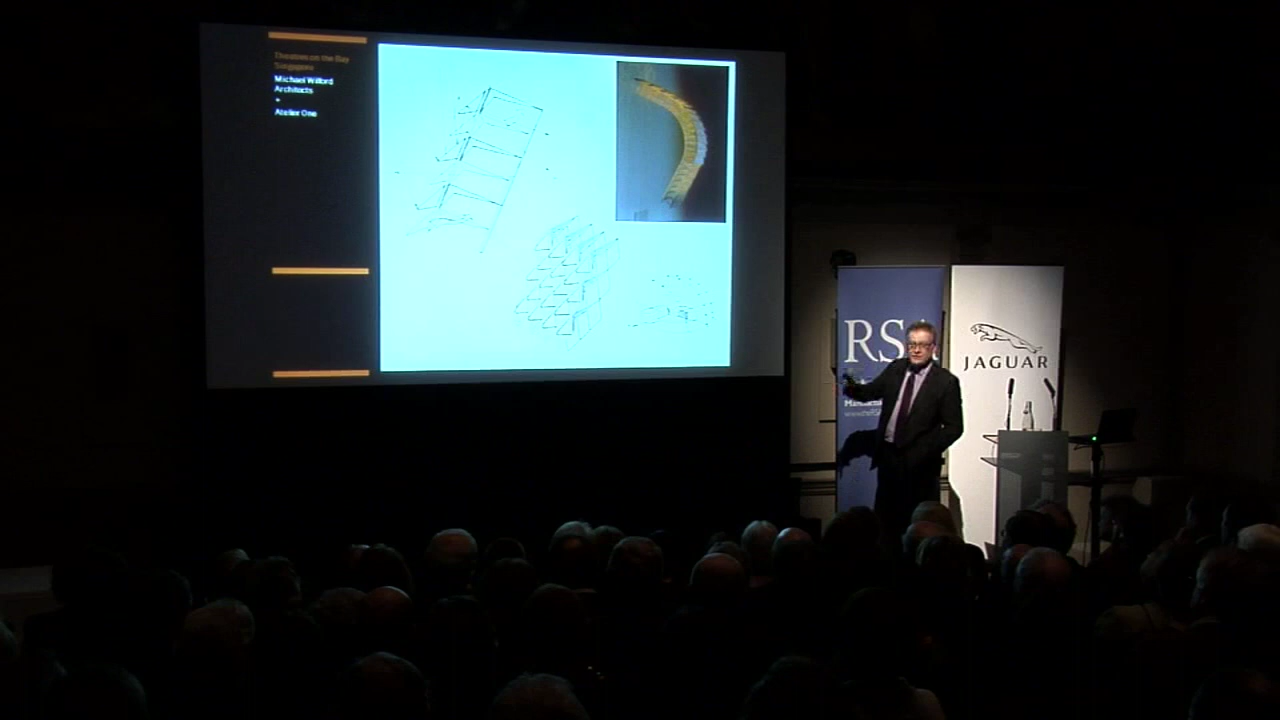 Theatres on the Bay
Singapore
Michael Wilford
Architects
+
Atelier One
RSA
JAGUAR